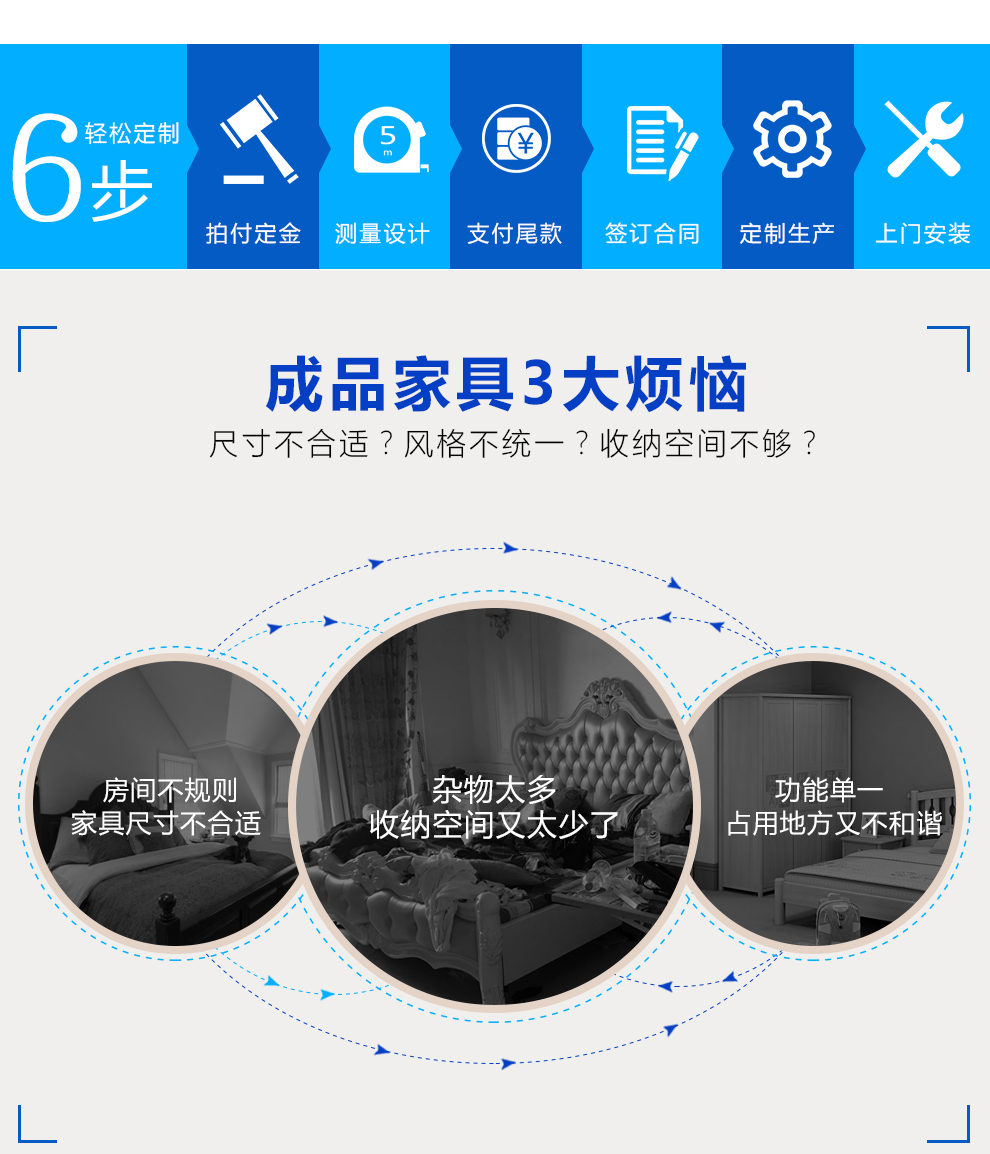 6步
轻松定制
拍付定金
5
m
测量设计
¥
支付尾款
签订合同
定制生产
上门安装
成品家具3大烦恼
尺寸不合适？风格不统一？收纳空间不够？
房间不规则
家具尺寸不合适
杂物太多
收纳空间又太少了
功能单一
占用地方又不和谐